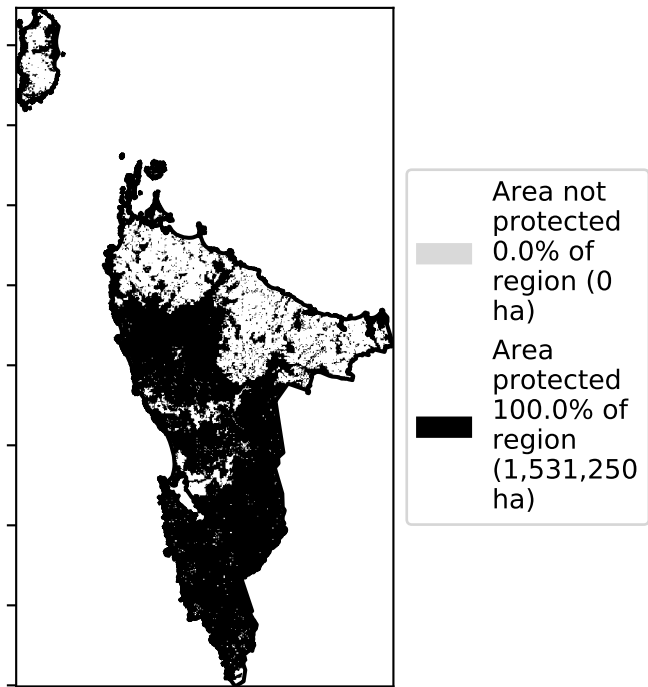 Area not
protected
0.0% of
region (0
ha)
Area
protected
100.0% of
region
(1,531,250
ha)